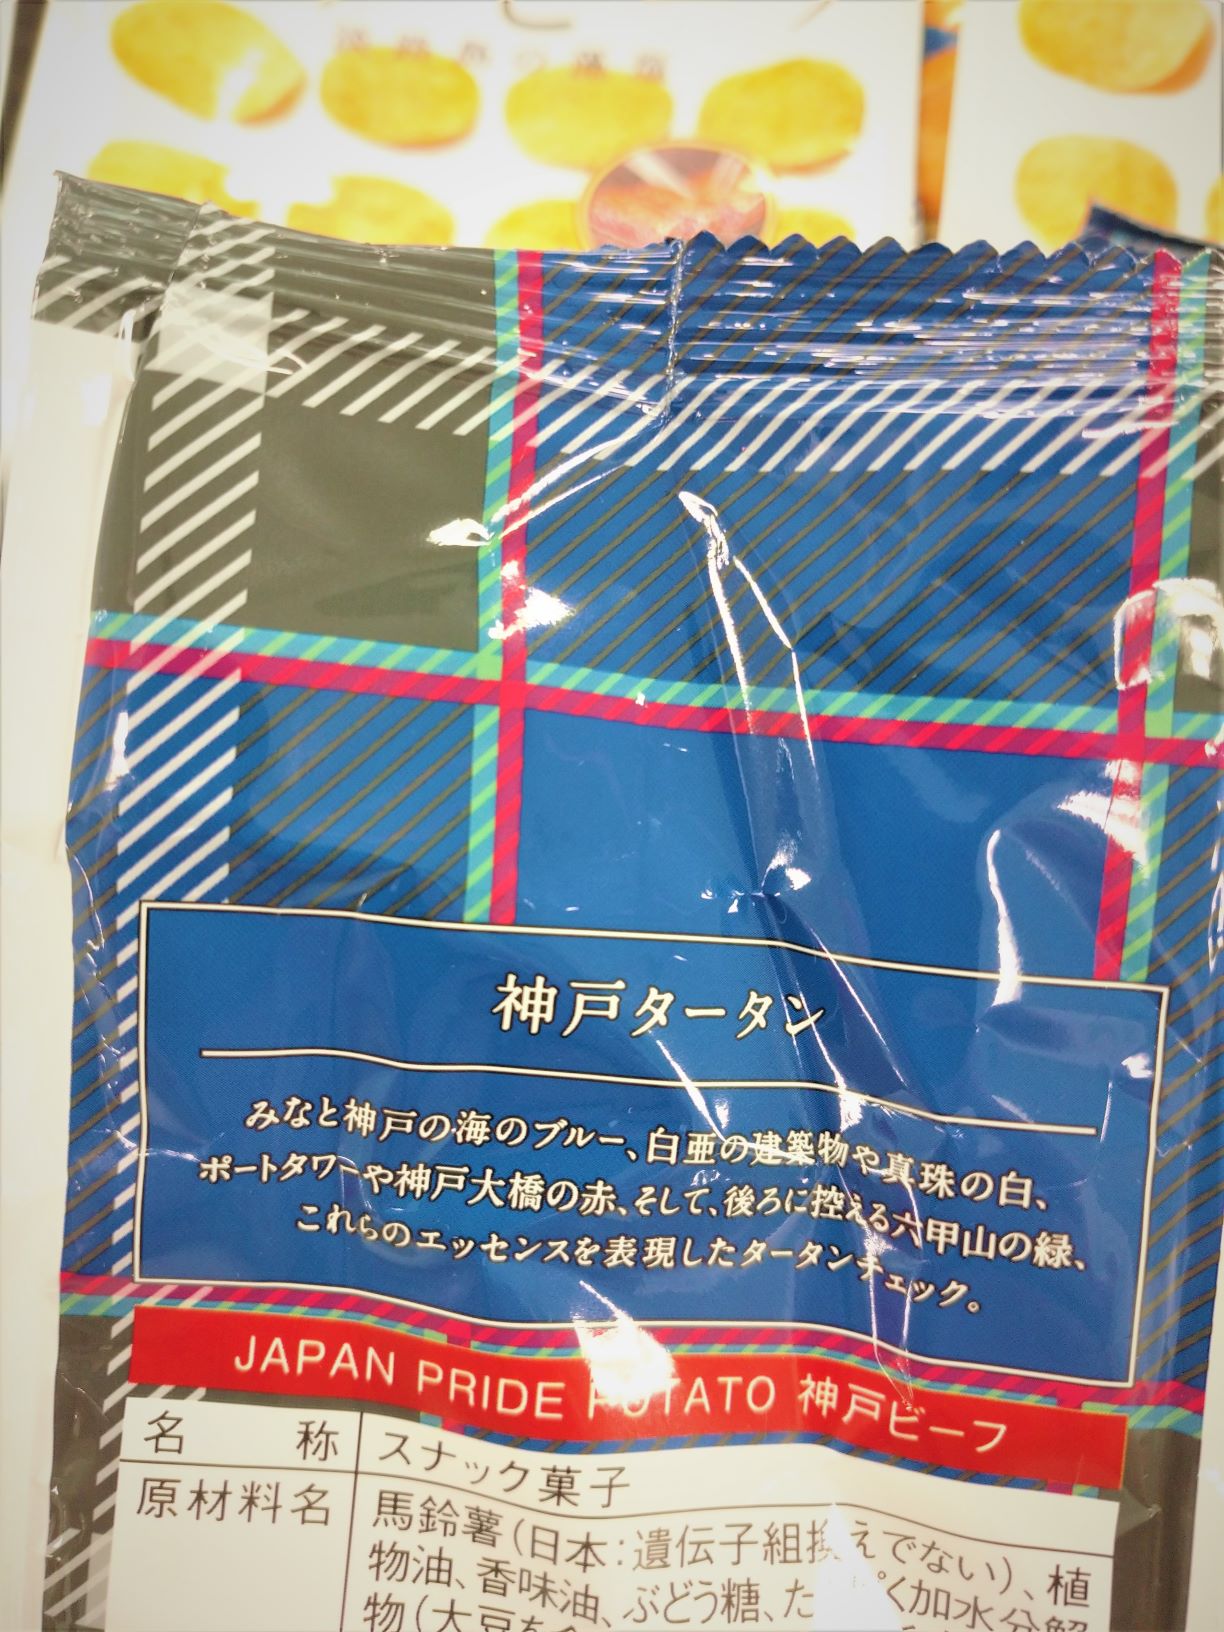 神戸タータン
みなと神戸の海のブルー、白亜の建築物や真珠の白、
ポートタワーや神戸大橋の赤、そして、後ろに控える六甲山の緑、
これらのエッセンスを表現したタータンチェック。
JAPAN PRIDE POTATO 神戸ビーフ
名 称 スナック菓子
原材料名 馬鈴薯(日本:遺伝子組換えでない)、植
物油、香味油、ぶどう糖、た く加水分解
物(大豆を